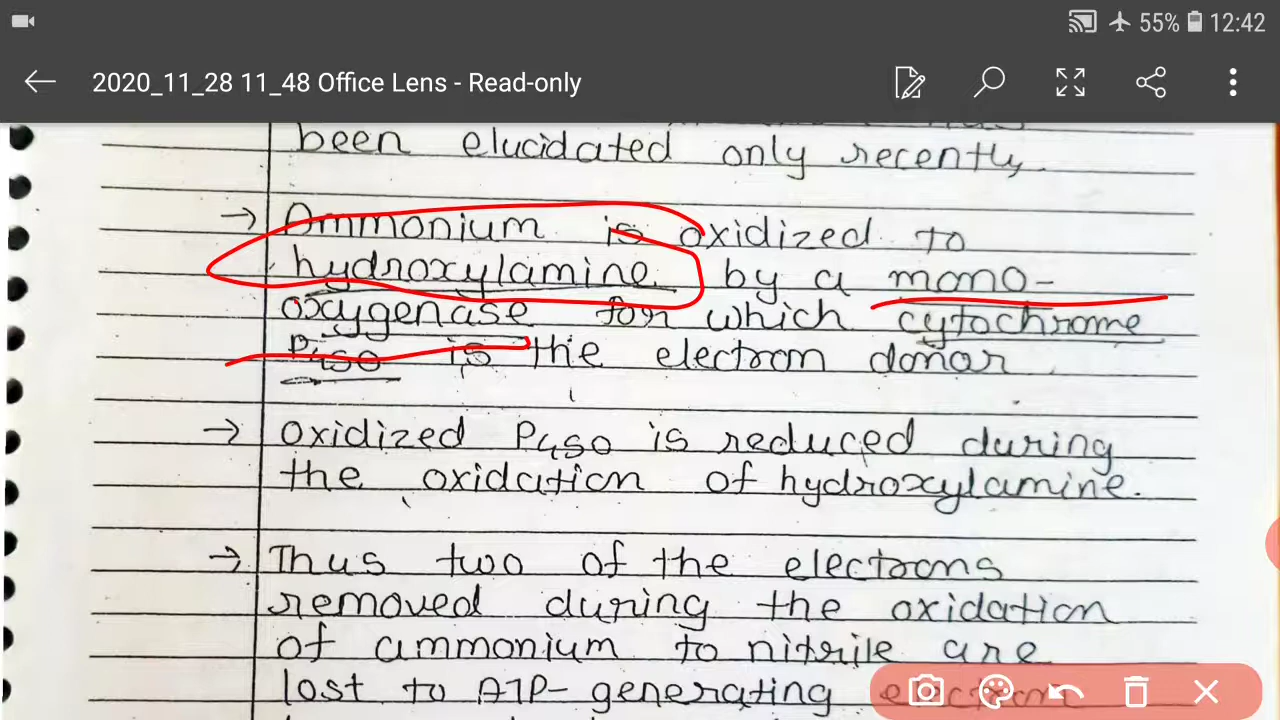 55% 12:42
2020_11_28 11_48 Office Lens - Read-only
been elucidated only recently
→ Ammonium is oxidized to
hydroxylamine by a mono-
oxygenase for which cytochrome
P450 is the electron donor
→ Oxidized P450 is reduced during
the oxidation of hydroxylamine.
→ Thus two of the electrons
removed during the oxidation
of ammonium to nitrile are
lost to ATP- generating electron